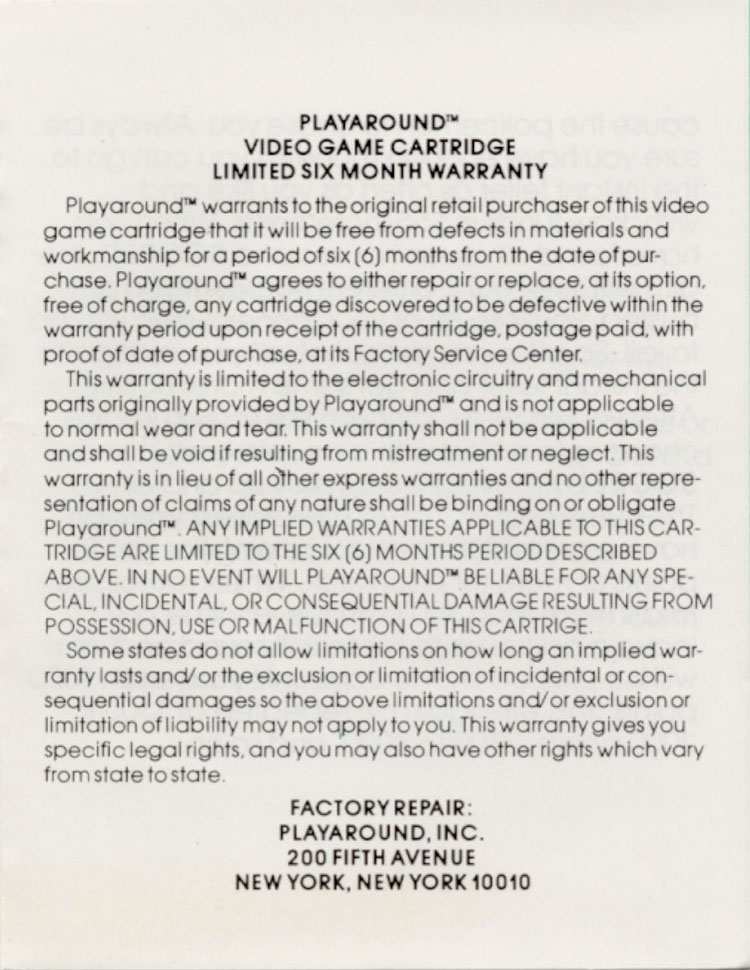 PLAYAROUND™
VIDEO GAME CARTRIDGE
LIMITED SIX MONTH WARRANTY
Playaround™ warrants to the original retail purchaser of this video
game cartridge that it will be free from defects in materials and
workmanship for a period of six (6) months from the date of pur-
chase. Playaround™ agrees to either repair or replace, at its option,
free of charge, any cartridge discovered to be defective within the
warranty period upon receipt of the cartridge, postage paid, with
proof of date of purchase, at its Factory Service Center.
This warranty is limited to the electronic circuitry and mechanical
parts originally provided by Playaround™ and is not applicable
to normal wear and tear. This warranty shall not be applicable
and shall be void if resulting from mistreatment or neglect. This
warranty is in lieu of all other express warranties and no other repre-
sentation of claims of any nature shall be binding on or obligate
Playaround™. ANY IMPLIED WARRANTIES APPLICABLE TO THIS CAR-
TRIDGE ARE LIMITED TO THE SIX (6) MONTHS PERIOD DESCRIBED
ABOVE. IN NO EVENT WILL PLAYAROUND™ BE LIABLE FOR ANY SPE-
CIAL, INCIDENTAL, OR CONSEQUENTIAL DAMAGE RESULTING FROM
POSSESSION, USE OR MALFUNCTION OF THIS CARTRIGE.
Some states do not allow limitations on how long an implied war-
ranty lasts and/or the exclusion or limitation of incidental or con-
sequential damages so the above limitations and/or exclusion or
limitation of liability may not apply to you. This warranty gives you
specific legal rights, and you may also have other rights which vary
from state to state.
FACTORY REPAIR:
PLAYAROUND, INC.
200 FIFTH AVENUE
NEW YORK, NEW YORK 10010